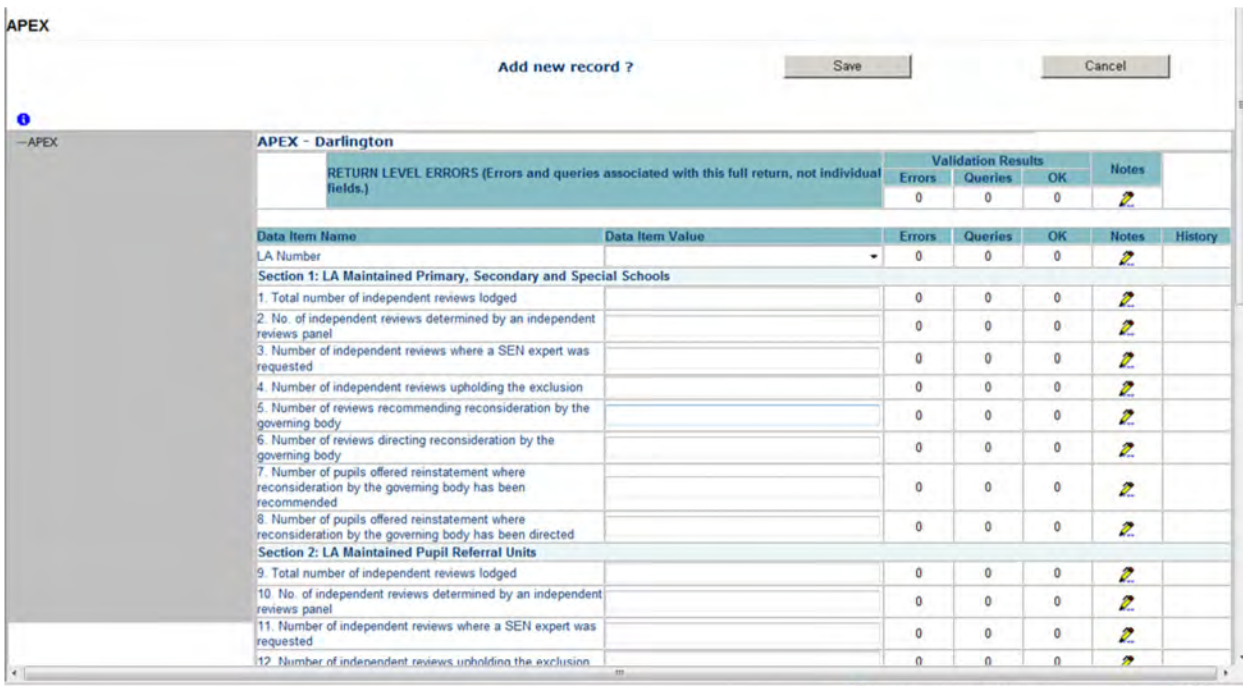 APEX
Add new record ? Save Cancel
—APEX
APEX - Darlington
Validation Results
Notes
RETURN LEVEL ERRORS (Errors and queries associated with this full return, not individual
fields.)
Errors Queries OK
0 0 0
Data Item Name Data Item Value Errors Queries OK Notes History
LA Number 0 0 0
Section 1: LA Maintained Primary, Secondary and Special Schools
1. Total number of independent reviews lodged 0 0 0
2. No. of independent reviews determined by an independent
reviews panel 0 0 0
3. Number of independent reviews where a SEN expert was
requested 0 0 0
4. Number of independent reviews upholding the exclusion 0 0 0
5. Number of reviews recommending reconsideration by the
governing body 0 0 0
6. Number of reviews directing reconsideration by the
governing body 0 0 0
7. Number of pupils offered reinstatement where
reconsideration by the governing body has been
recommended 0 0 0
8. Number of pupils offered reinstatement where
reconsideration by the governing body has been directed 0 0 0
Section 2: LA Maintained Pupil Referral Units
9. Total number of independent reviews lodged 0 0 0
10. No. of independent reviews determined by an independent
reviews panel 0 0 0
11. Number of independent reviews where a SEN expert was
requested 0 0 0
12. Number of independent reviews upholding the exclusion 0 0 0